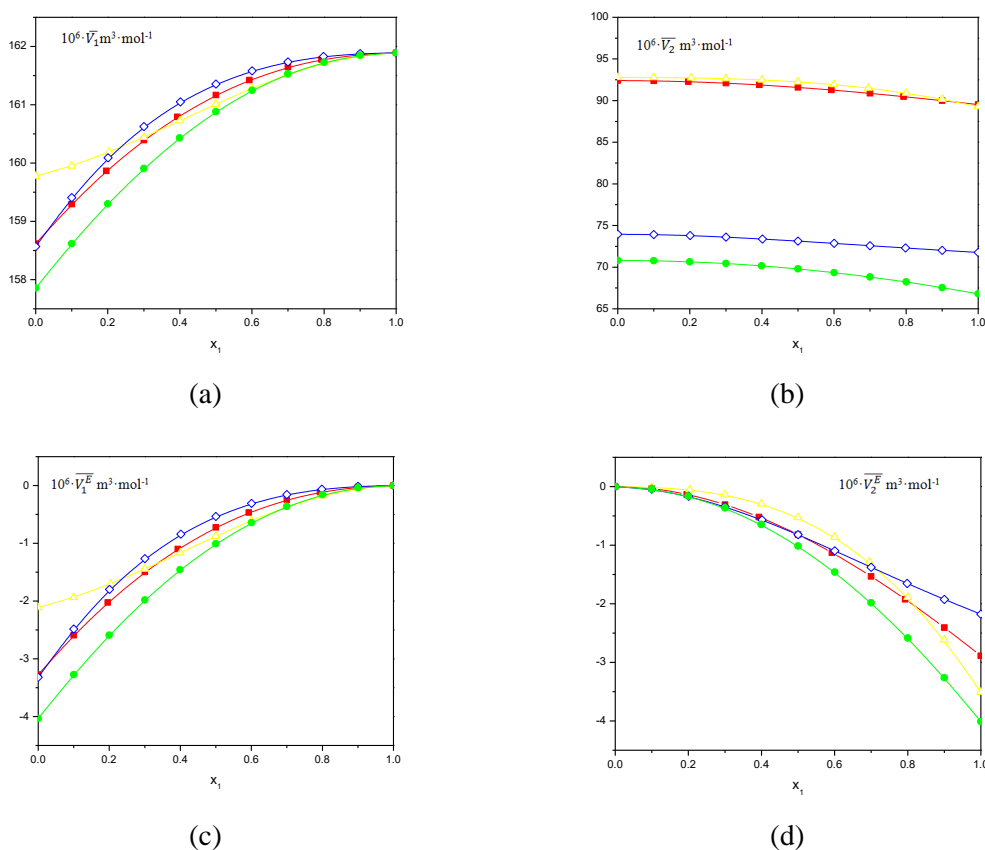 10⁶·V̅₁m³·mol⁻¹
162
161
160
159
158
0.0 0.2 0.4 0.6 0.8 1.0
x₁
(a)
10⁶·V̅₂ m³·mol⁻¹
100
95
90
85
80
75
70
65
0.0 0.2 0.4 0.6 0.8 1.0
x₁
(b)
10⁶·V̅₁ᴱ m³·mol⁻¹
0
-1
-2
-3
-4
0.0 0.2 0.4 0.6 0.8 1.0
x₁
(c)
10⁶·V̅₂ᴱ m³·mol⁻¹
0
-1
-2
-3
-4
0.0 0.2 0.4 0.6 0.8 1.0
x₁
(d)